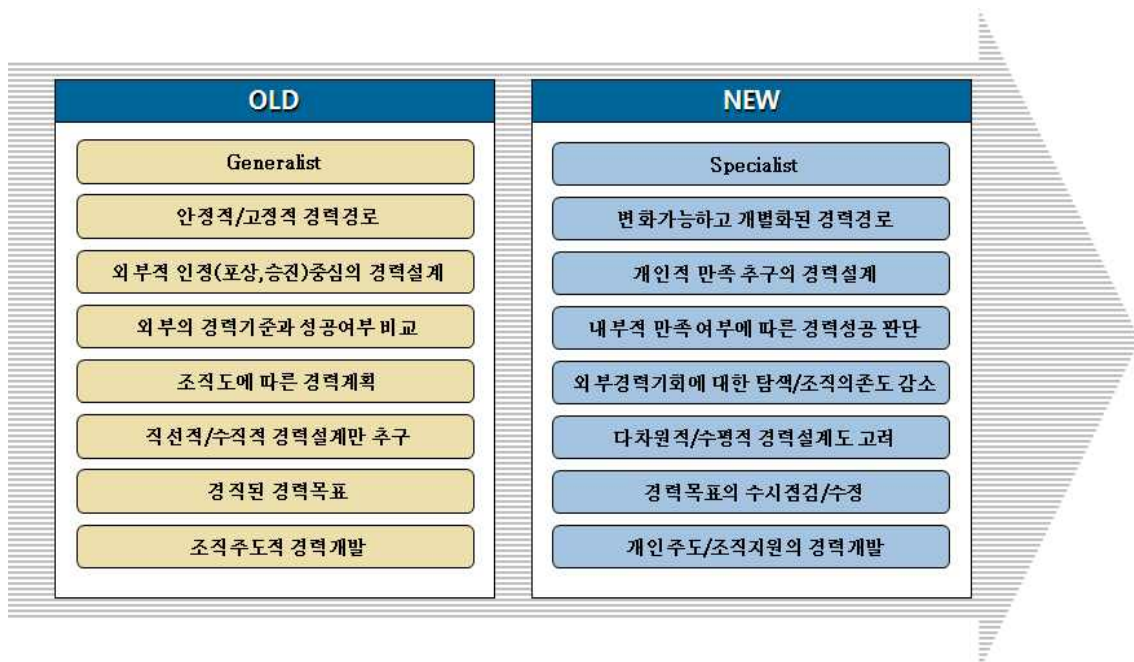 OLD
Generalist
안정적/고정적 경력경로
외부적 인정(포상,승진)중심의 경력설계
외부의 경력기준과 성공여부 비교
조직도에 따른 경력계획
직선적/수직적 경력설계만 추구
경직된 경력목표
조직주도적 경력개발
NEW
Specialist
변화가능하고 개별화된 경력경로
개인적 만족 추구의 경력설계
내부적 만족여부에 따른 경력성공 판단
외부경력기회에 대한 탐색/조직의존도 감소
다차원적/수평적 경력설계도 고려
경력목표의 수시점검/수정
개인주도/조직지원의 경력개발